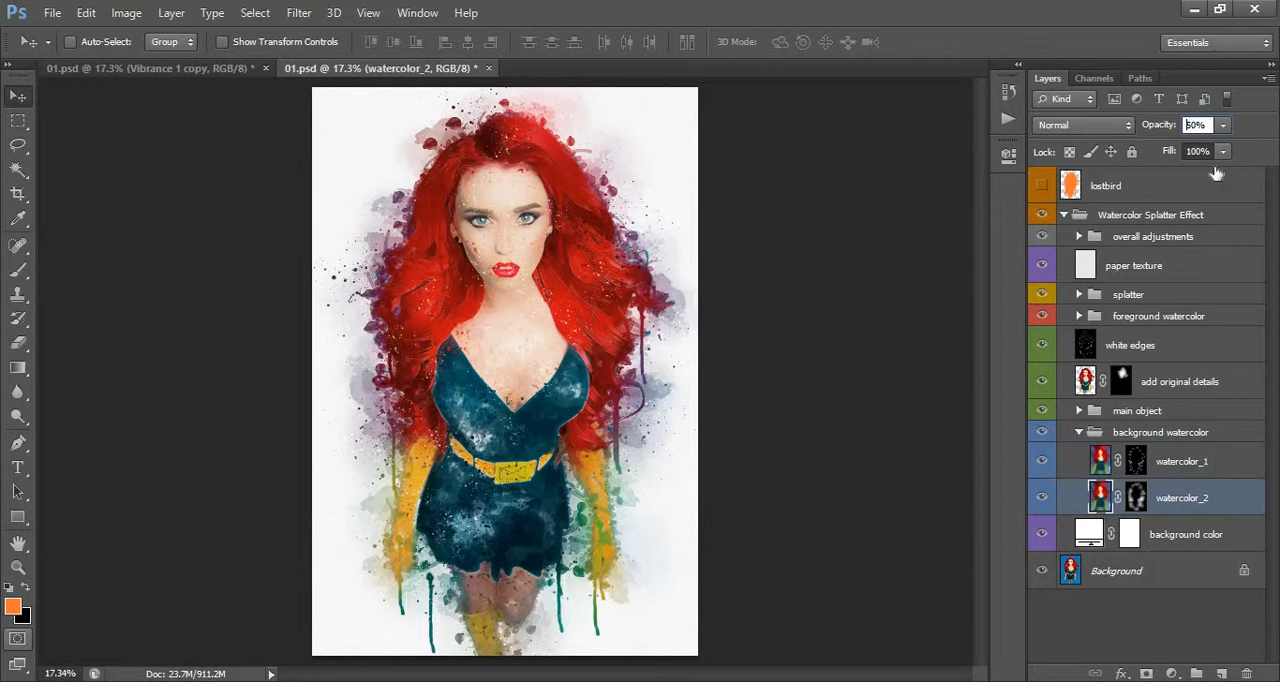 Ps File Edit Image Layer Type Select Filter 3D View Window Help
Auto-Select: Group Show Transform Controls 3D Mode: Essentials
01.psd @ 17.3% (Vibrance 1 copy, RGB/8) * × 01.psd @ 17.3% (watercolor_2, RGB/8) * ×
Layers Channels Paths
Kind
Normal Opacity: 50%
Lock: Fill: 100%
lostbird
Watercolor Splatter Effect
overall adjustments
paper texture
splatter
foreground watercolor
white edges
add original details
main object
background watercolor
watercolor_1
watercolor_2
background color
Background
17.34% Doc: 23.7M/911.2M